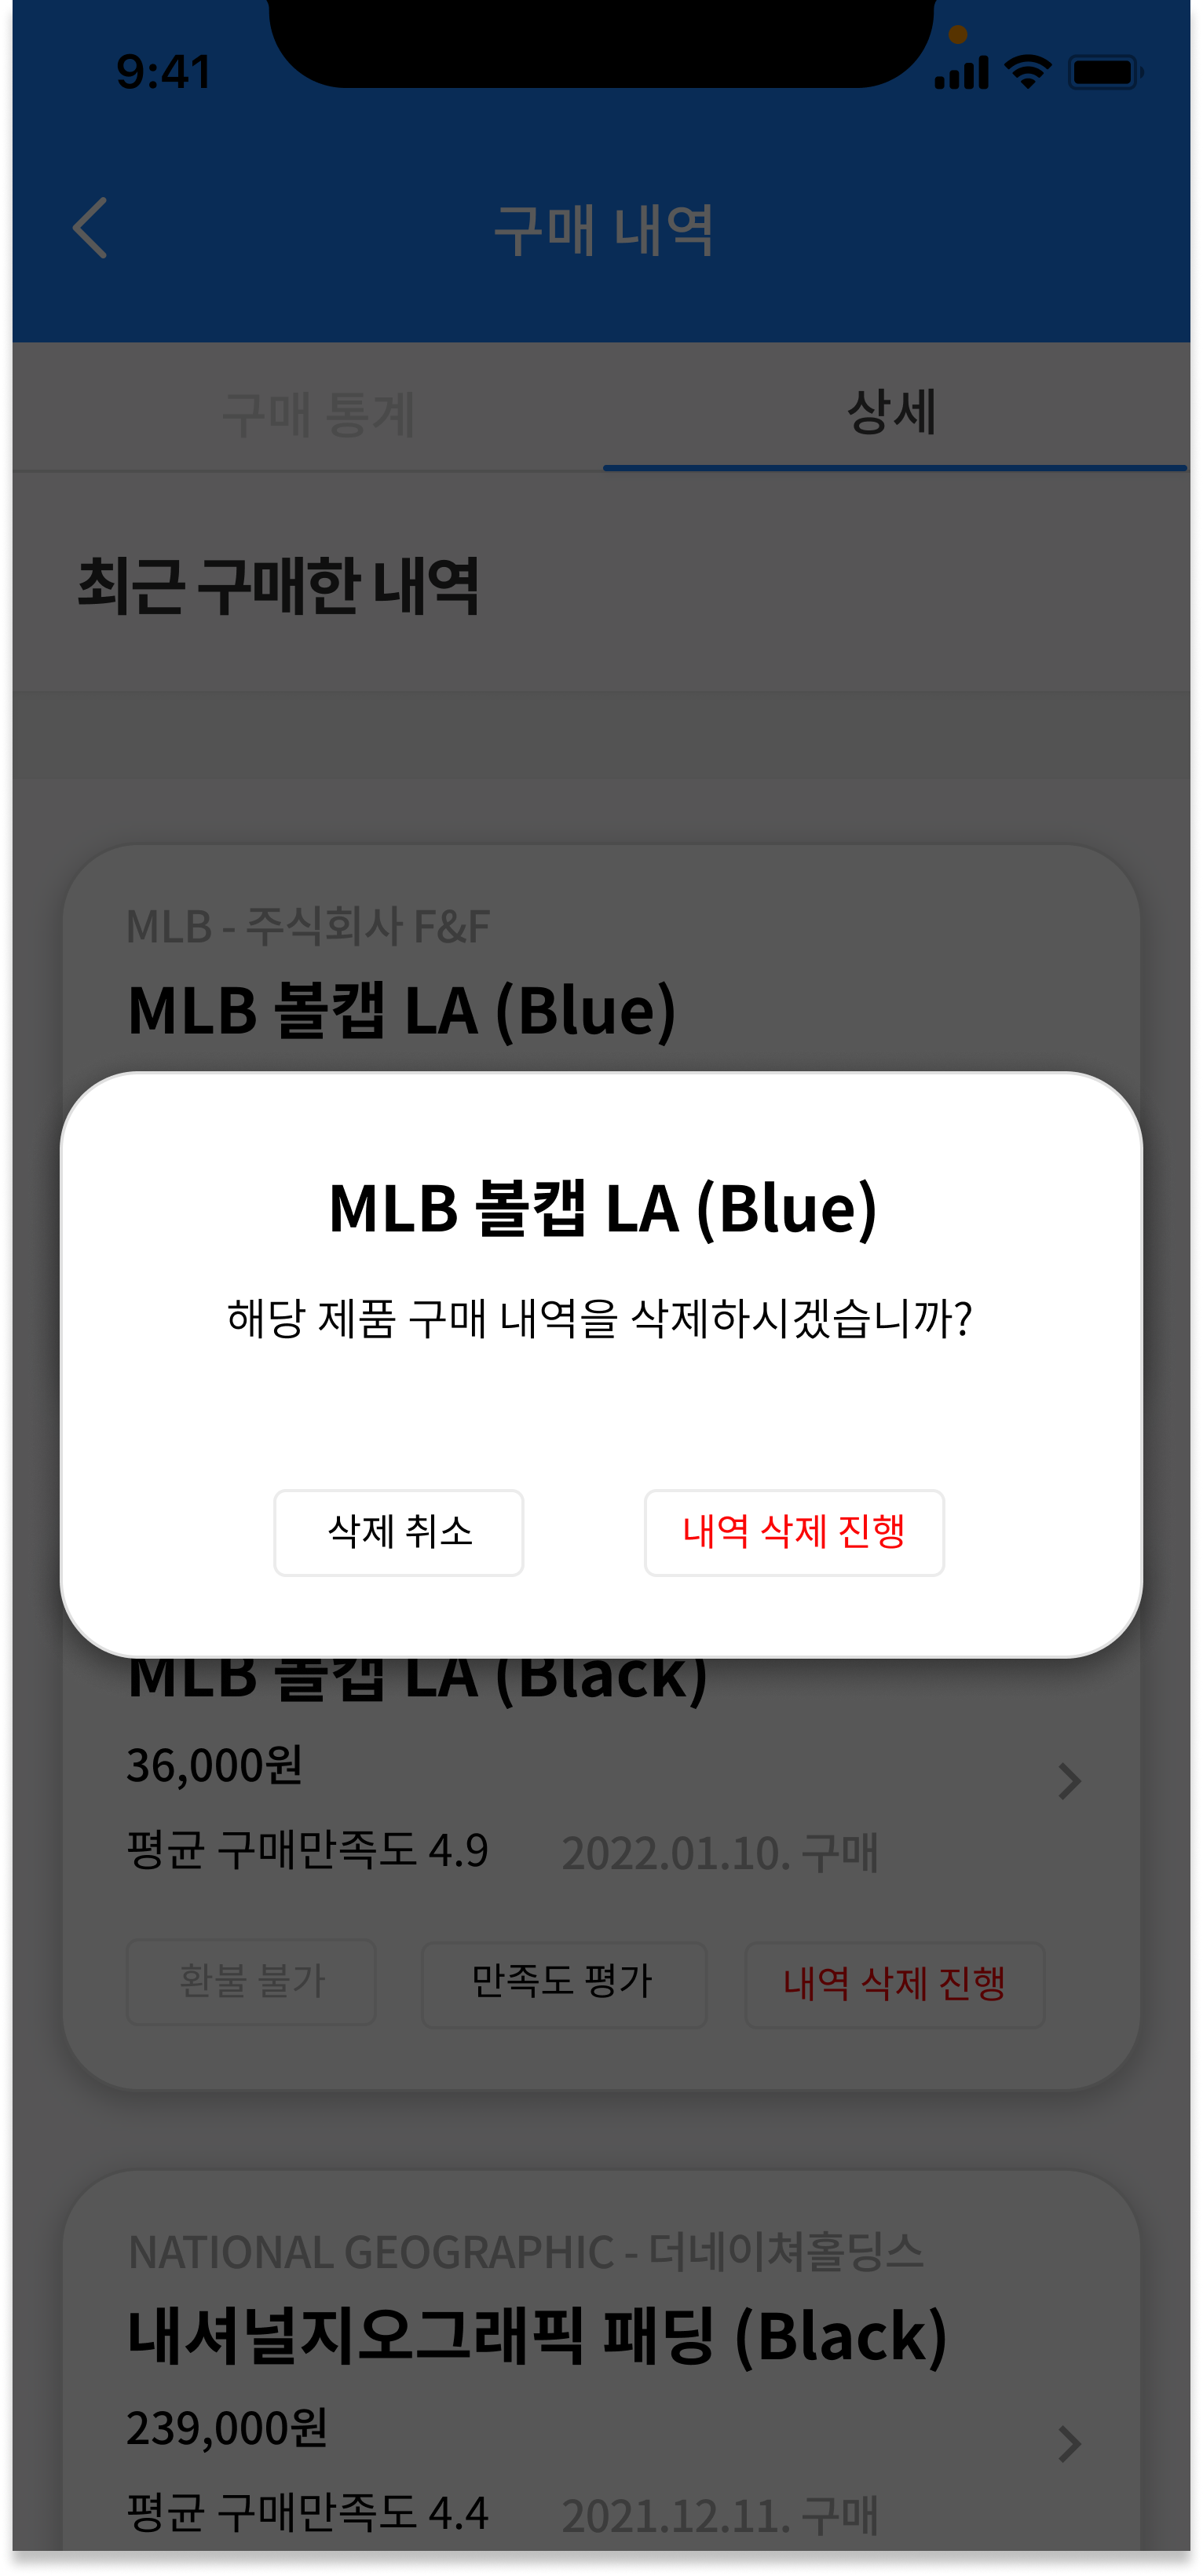 9:41
구매 내역
구매 통계
상세
최근 구매한 내역
MLB - 주식회사 F&F
MLB 볼캡 LA (Blue)
MLB 볼캡 LA (Blue)
해당 제품 구매 내역을 삭제하시겠습니까?
삭제 취소
내역 삭제 진행
MLB 볼캡 LA (Black)
36,000원
평균 구매만족도 4.9
2022.01.10. 구매
환불 불가
만족도 평가
내역 삭제 진행
NATIONAL GEOGRAPHIC - 더네이쳐홀딩스
내셔널지오그래픽 패딩 (Black)
239,000원
평균 구매만족도 4.4
2021.12.11. 구매